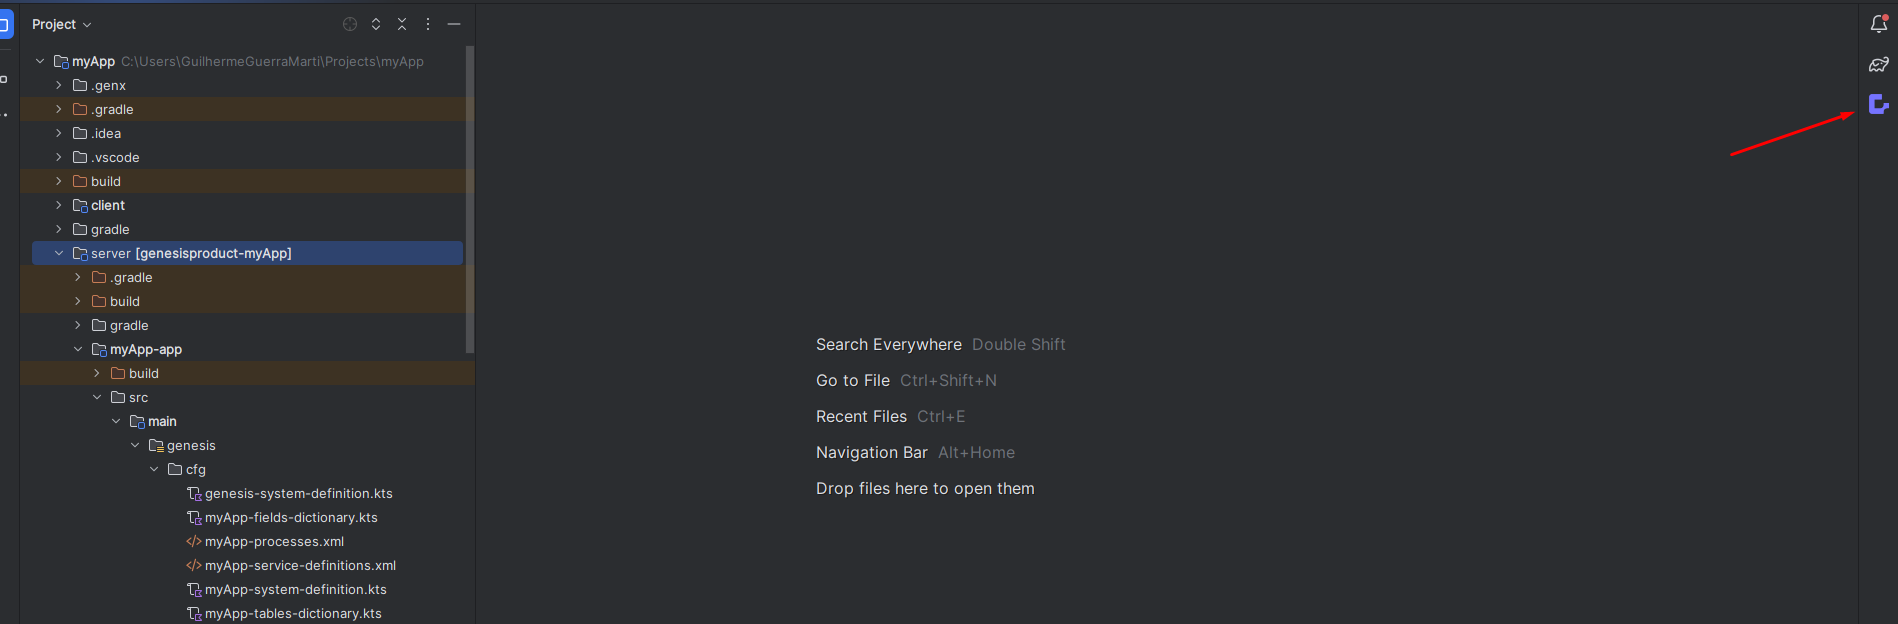 Project
myApp C:\Users\GuilhermeGuerraMarti\Projects\myApp
.genx
.gradle
.idea
.vscode
build
client
gradle
server [genesisproduct-myApp]
.gradle
build
gradle
myApp-app
build
src
main
genesis
cfg
genesis-system-definition.kts
myApp-fields-dictionary.kts
myApp-processes.xml
myApp-service-definitions.xml
myApp-system-definition.kts
myApp-tables-dictionary.kts
Search Everywhere Double Shift
Go to File Ctrl+Shift+N
Recent Files Ctrl+E
Navigation Bar Alt+Home
Drop files here to open them